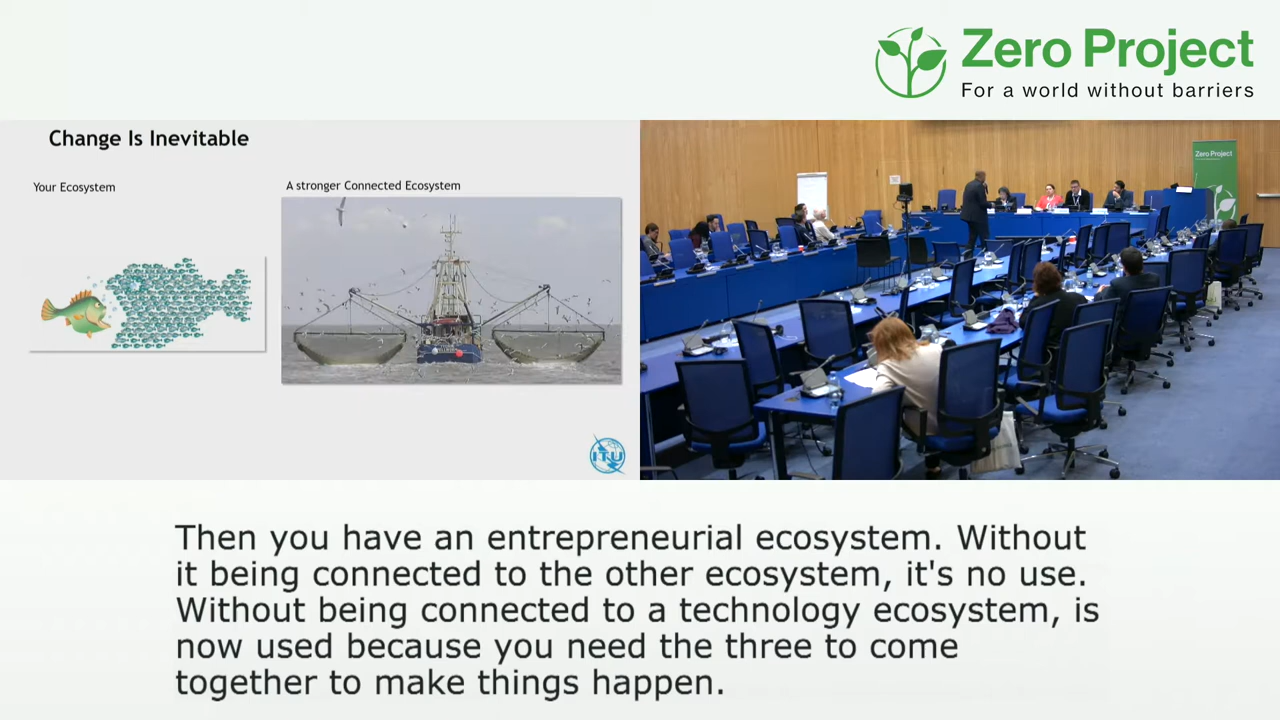 Zero Project
For a world without barriers
Change Is Inevitable
Your Ecosystem
A stronger Connected Ecosystem
ITU
Zero Project
Then you have an entrepreneurial ecosystem. Without
it being connected to the other ecosystem, it's no use.
Without being connected to a technology ecosystem, is
now used because you need the three to come
together to make things happen.